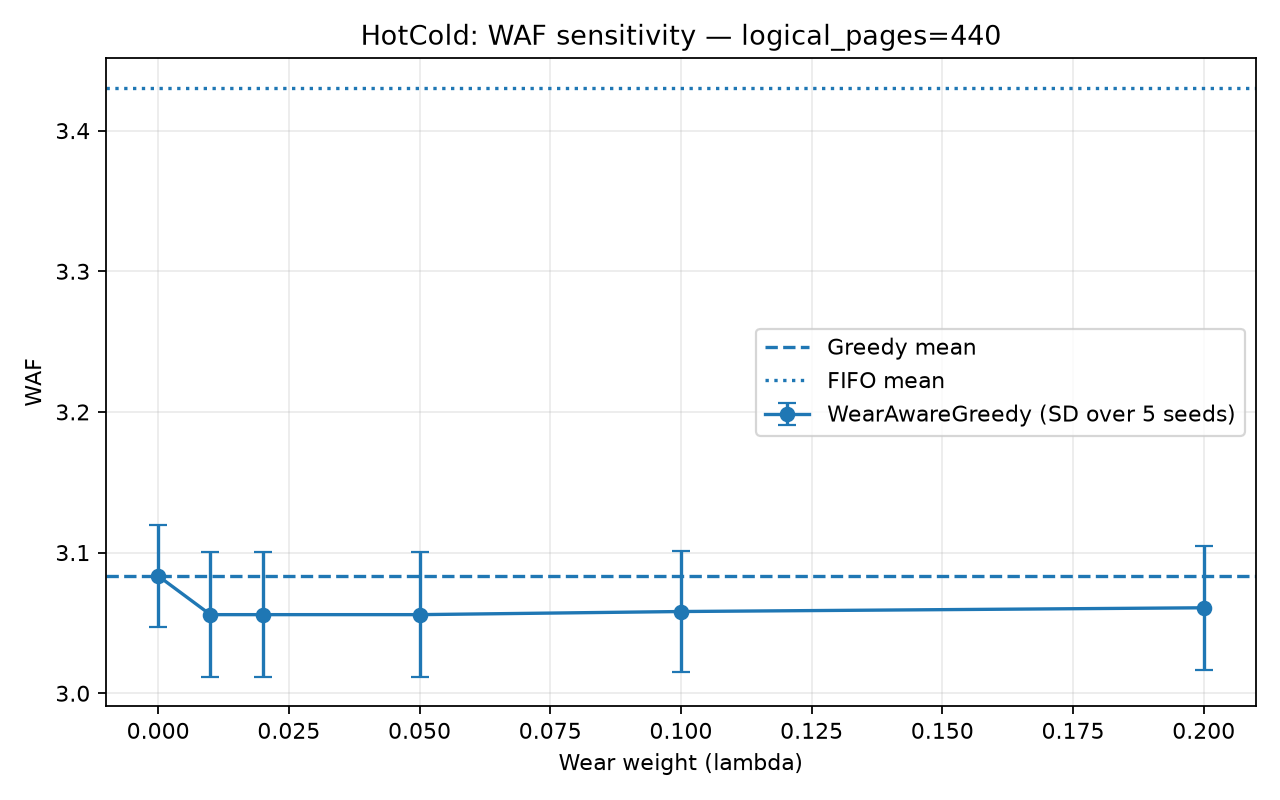 HotCold: WAF sensitivity — logical_pages=440
WAF
3.4
3.3
3.2
3.1
3.0
Greedy mean
FIFO mean
WearAwareGreedy (SD over 5 seeds)
0.000 0.025 0.050 0.075 0.100 0.125 0.150 0.175 0.200
Wear weight (lambda)